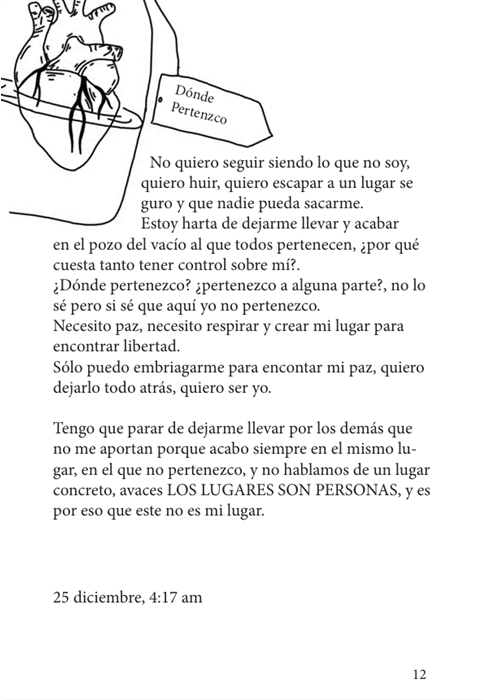 Dónde
Pertenzco
No quiero seguir siendo lo que no soy,
quiero huir, quiero escapar a un lugar se
guro y que nadie pueda sacarme.
Estoy harta de dejarme llevar y acabar
en el pozo del vacío al que todos pertenecen, ¿por qué
cuesta tanto tener control sobre mí?.
¿Dónde pertenezco? ¿pertenezco a alguna parte?, no lo
sé pero si sé que aquí yo no pertenezco.
Necesito paz, necesito respirar y crear mi lugar para
encontrar libertad.
Sólo puedo embriagarme para encontar mi paz, quiero
dejarlo todo atrás, quiero ser yo.
Tengo que parar de dejarme llevar por los demás que
no me aportan porque acabo siempre en el mismo lu-
gar, en el que no pertenezco, y no hablamos de un lugar
concreto, avaces LOS LUGARES SON PERSONAS, y es
por eso que este no es mi lugar.
25 diciembre, 4:17 am
12